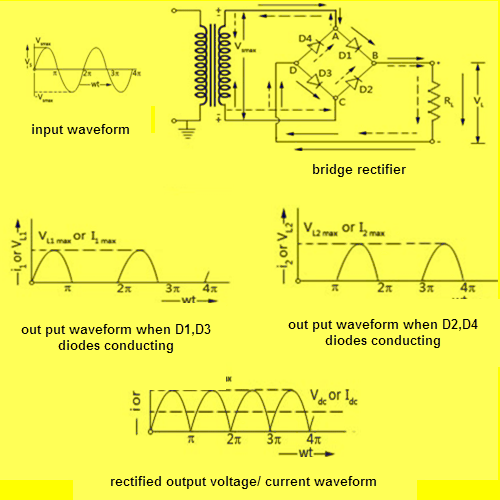 Vsmax
Vs
-Vsmax
π 2π 3π 4π
wt
input waveform
Vsmax
+
-
-
+
A
D4
D1
B
D
D3
D2
C
RL
VL
bridge rectifier
i1 or VL1
VL1 max or I1 max
π 2π 3π 4π
wt
out put waveform when D1,D3
diodes conducting
i2 or VL2
VL2 max or I2 max
π 2π 3π 4π
wt
out put waveform when D2,D4
diodes conducting
i or
Vdc or Idc
π 2π 3π 4π
wt
rectified output voltage/ current waveform